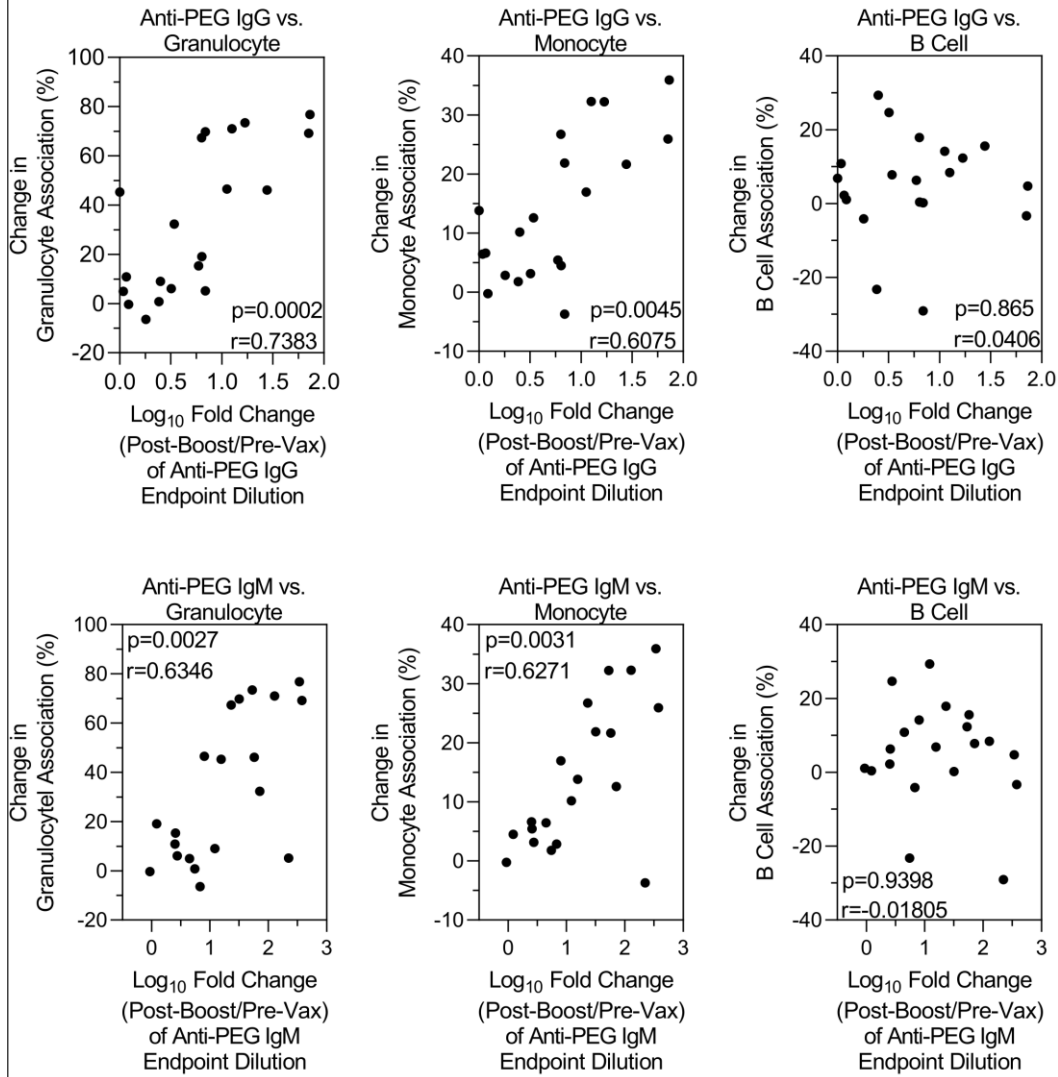 Anti-PEG IgG vs.
Granulocyte
Change in
Granulocyte Association (%)
100
80
60
40
20
0
-20
p=0.0002
r=0.7383
0.0 0.5 1.0 1.5 2.0
Log10 Fold Change
(Post-Boost/Pre-Vax)
of Anti-PEG IgG
Endpoint Dilution
Anti-PEG IgG vs.
Monocyte
Change in
Monocyte Association (%)
40
30
20
10
0
-10
p=0.0045
r=0.6075
0.0 0.5 1.0 1.5 2.0
Log10 Fold Change
(Post-Boost/Pre-Vax)
of Anti-PEG IgG
Endpoint Dilution
Anti-PEG IgG vs.
B Cell
Change in
B Cell Association (%)
40
20
0
-20
-40
p=0.865
r=0.0406
0.0 0.5 1.0 1.5 2.0
Log10 Fold Change
(Post-Boost/Pre-Vax)
of Anti-PEG IgG
Endpoint Dilution
Anti-PEG IgM vs.
Granulocyte
Change in
Granulocytel Association (%)
100
80
60
40
20
0
-20
p=0.0027
r=0.6346
0 1 2 3
Log10 Fold Change
(Post-Boost/Pre-Vax)
of Anti-PEG IgM
Endpoint Dilution
Anti-PEG IgM vs.
Monocyte
Change in
Monocyte Association (%)
40
30
20
10
0
-10
p=0.0031
r=0.6271
0 1 2 3
Log10 Fold Change
(Post-Boost/Pre-Vax)
of Anti-PEG IgM
Endpoint Dilution
Anti-PEG IgM vs.
B Cell
Change in
B Cell Association (%)
40
20
0
-20
-40
p=0.9398
r=-0.01805
0 1 2 3
Log10 Fold Change
(Post-Boost/Pre-Vax)
of Anti-PEG IgM
Endpoint Dilution